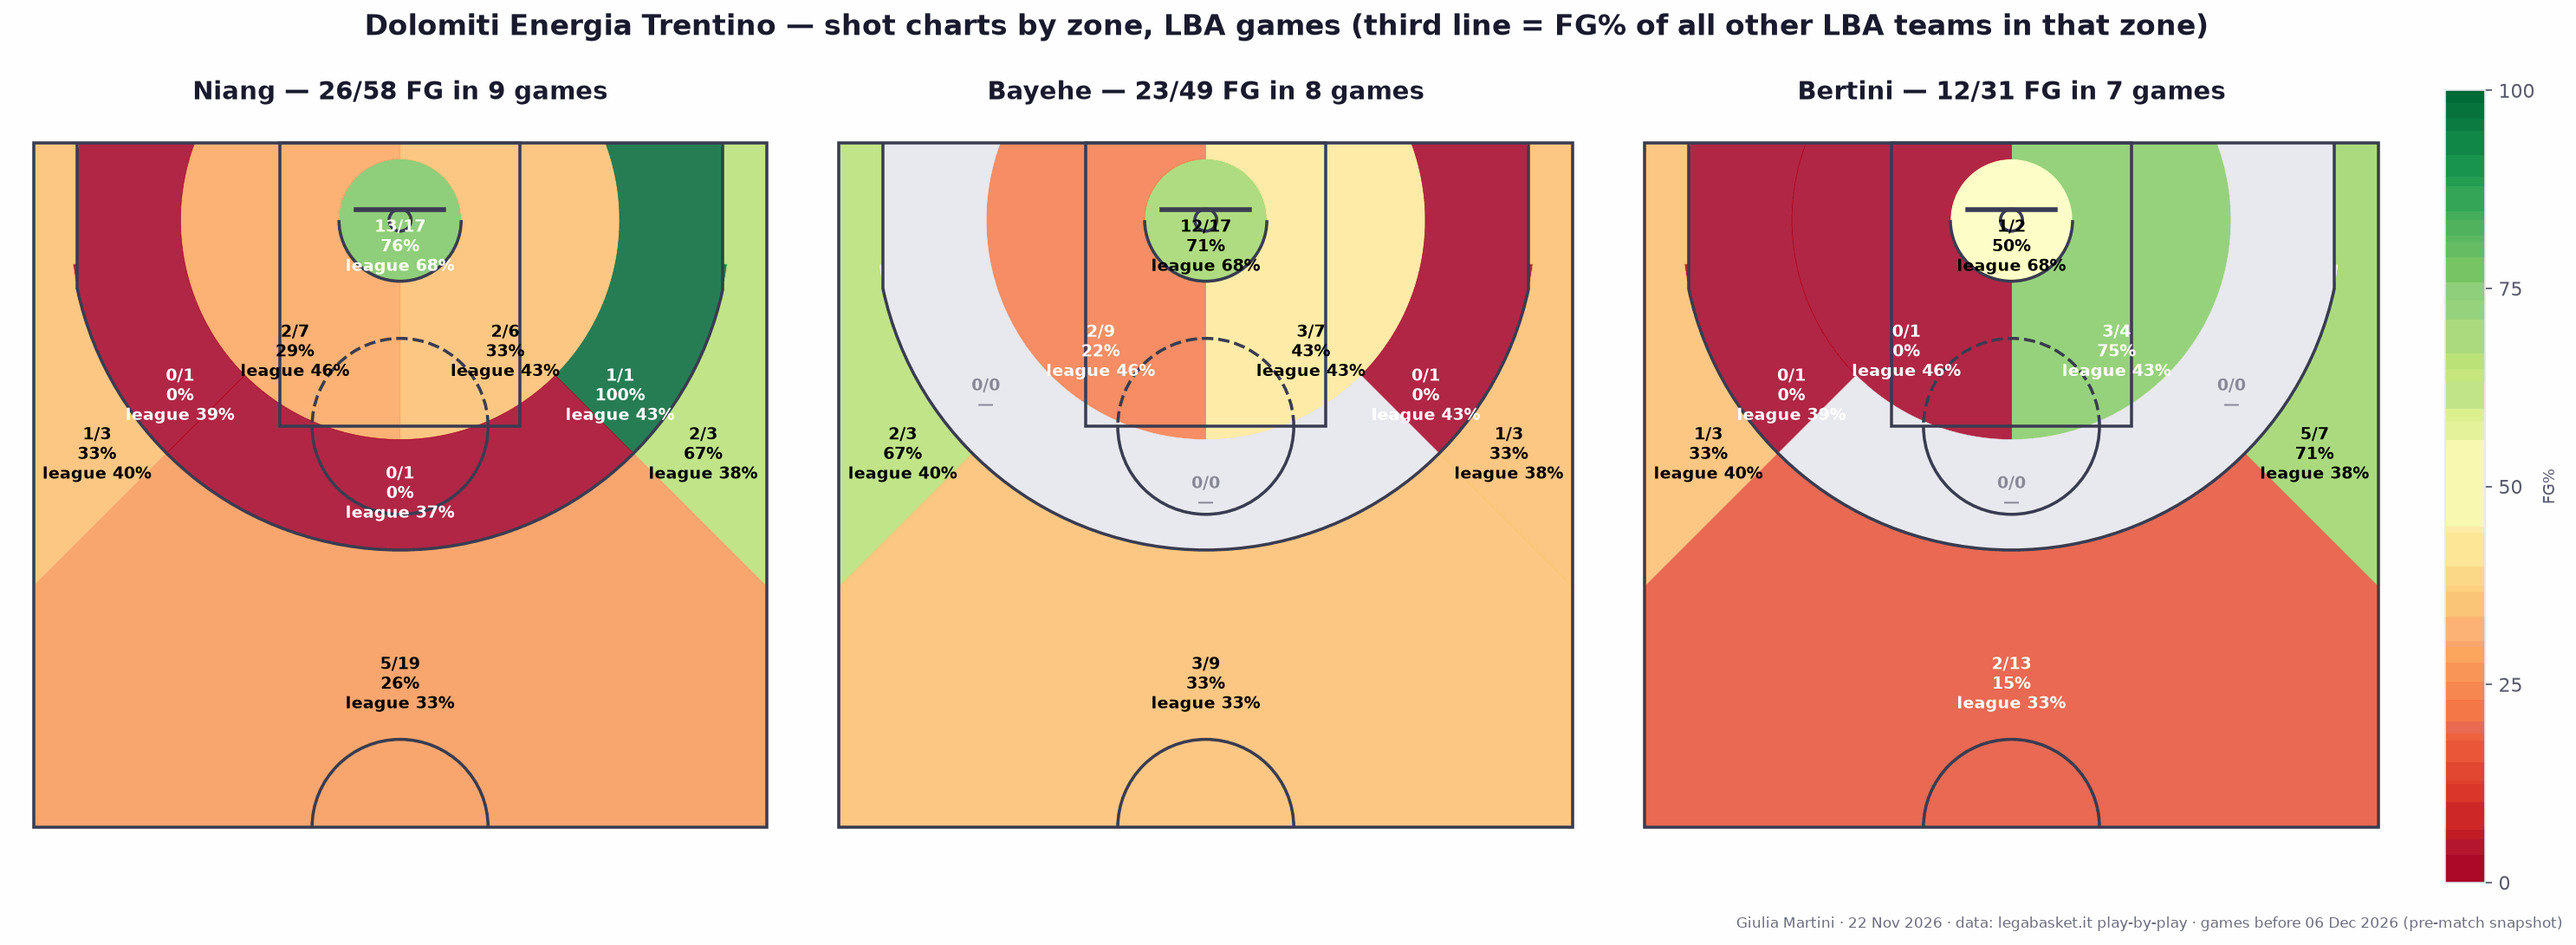 Dolomiti Energia Trentino — shot charts by zone, LBA games (third line = FG% of all other LBA teams in that zone)
Niang — 26/58 FG in 9 games
13/17
76%
league 68%
2/7
29%
league 46%
2/6
33%
league 43%
0/1
0%
league 39%
1/1
100%
league 43%
1/3
33%
league 40%
2/3
67%
league 38%
0/1
0%
league 37%
5/19
26%
league 33%
Bayehe — 23/49 FG in 8 games
12/17
71%
league 68%
2/9
22%
league 46%
3/7
43%
league 43%
0/0
—
0/1
0%
league 43%
2/3
67%
league 40%
1/3
33%
league 38%
0/0
—
3/9
33%
league 33%
Bertini — 12/31 FG in 7 games
1/2
50%
league 68%
0/1
0%
league 46%
3/4
75%
league 43%
0/1
0%
league 39%
0/0
—
1/3
33%
league 40%
5/7
71%
league 38%
0/0
—
2/13
15%
league 33%
100
75
50
25
0
FG%
Giulia Martini · 22 Nov 2026 · data: legabasket.it play-by-play · games before 06 Dec 2026 (pre-match snapshot)